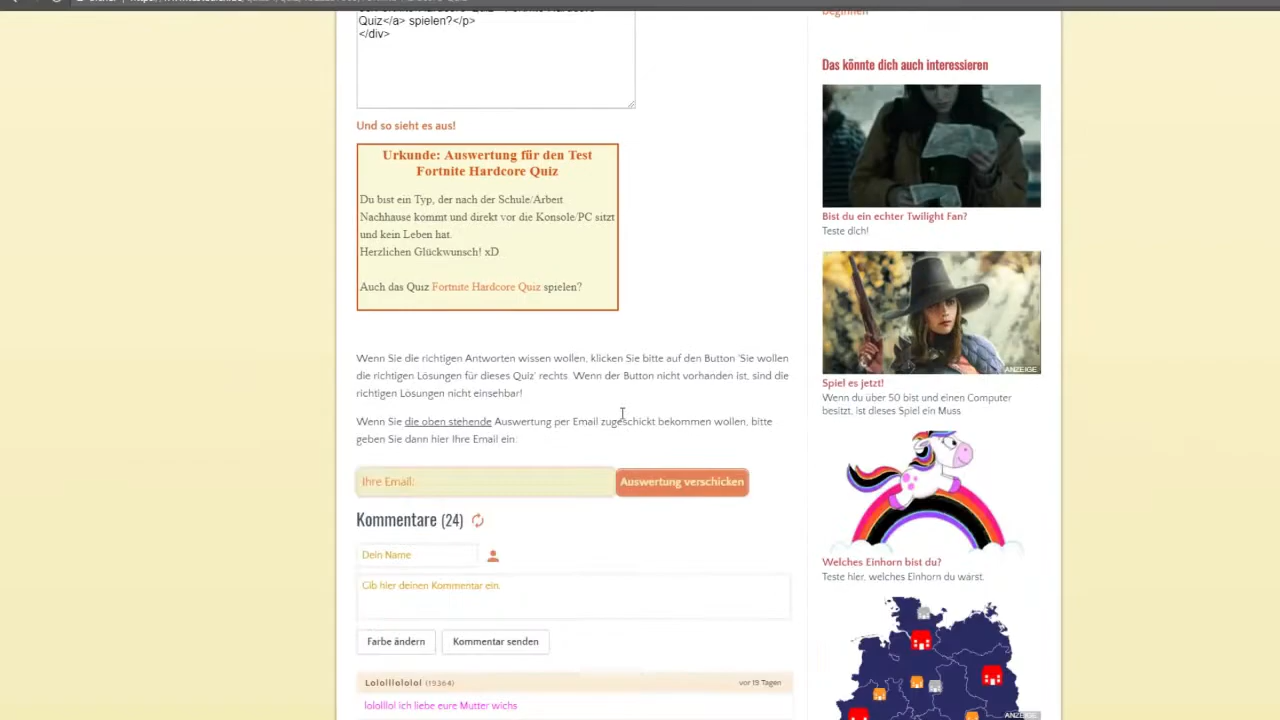 Quiz</a> spielen?</p>
</div>
Und so sieht es aus!
Urkunde: Auswertung für den Test
Fortnite Hardcore Quiz
Du bist ein Typ, der nach der Schule/Arbeit
Nachhause kommt und direkt vor die Konsole/PC sitzt
und kein Leben hat.
Herzlichen Glückwunsch! xD
Auch das Quiz Fortnite Hardcore Quiz spielen?
Wenn Sie die richtigen Antworten wissen wollen, klicken Sie bitte auf den Button 'Sie wollen
die richtigen Lösungen für dieses Quiz' rechts. Wenn der Button nicht vorhanden ist, sind die
richtigen Lösungen nicht einsehbar!
Wenn Sie die oben stehende Auswertung per Email zugeschickt bekommen wollen, bitte
geben Sie dann hier Ihre Email ein.
Ihre Email:
Auswertung verschicken
Kommentare (24)
Dein Name
Gib hier deinen Kommentar ein.
Farbe ändern
Kommentar senden
Lololllolol (19364)
vor 19 Tagen
lolollol ich liebe eure Mutter wichs
beginnen
Das könnte dich auch interessieren
Bist du ein echter Twilight Fan?
Teste dich!
ANZEIGE
Spiel es jetzt!
Wenn du über 50 bist und einen Computer
besitzt, ist dieses Spiel ein Muss
Welches Einhorn bist du?
Teste hier, welches Einhorn du wärst.
ANZEIGE